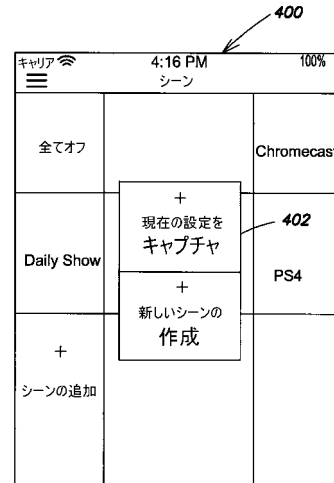 400
キャリア 4:16 PM 100%
シーン
全てオフ
Chromecast
+
現在の設定を
キャプチャ
402
Daily Show
PS4
+
新しいシーンの
作成
+
シーンの追加